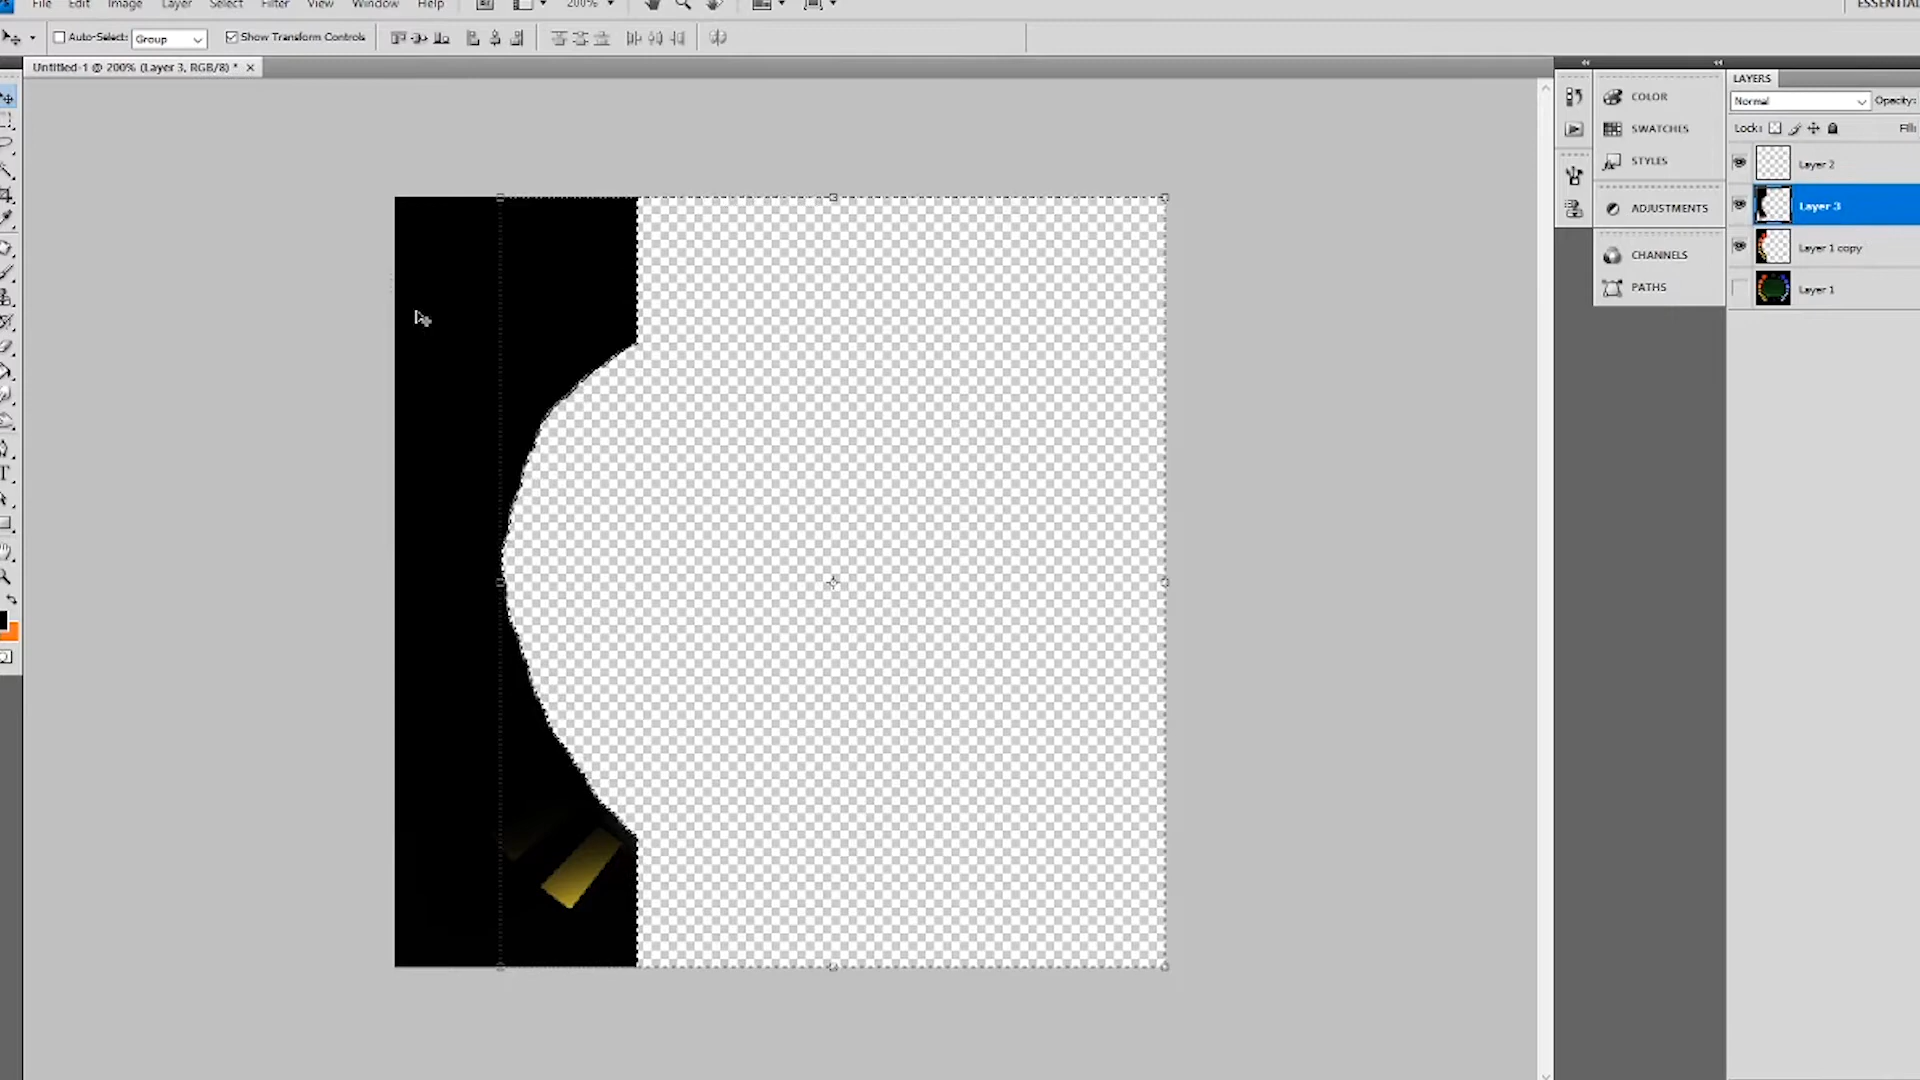 File Edit Image Layer Select Filter View Window Help 200%
Auto-Select: Group Show Transform Controls
Untitled-1 @ 200% (Layer 3, RGB/8) * ×
COLOR
SWATCHES
STYLES
ADJUSTMENTS
CHANNELS
PATHS
LAYERS
Normal Opacity:
Lock: Fill
Layer 2
Layer 3
Layer 1 copy
Layer 1